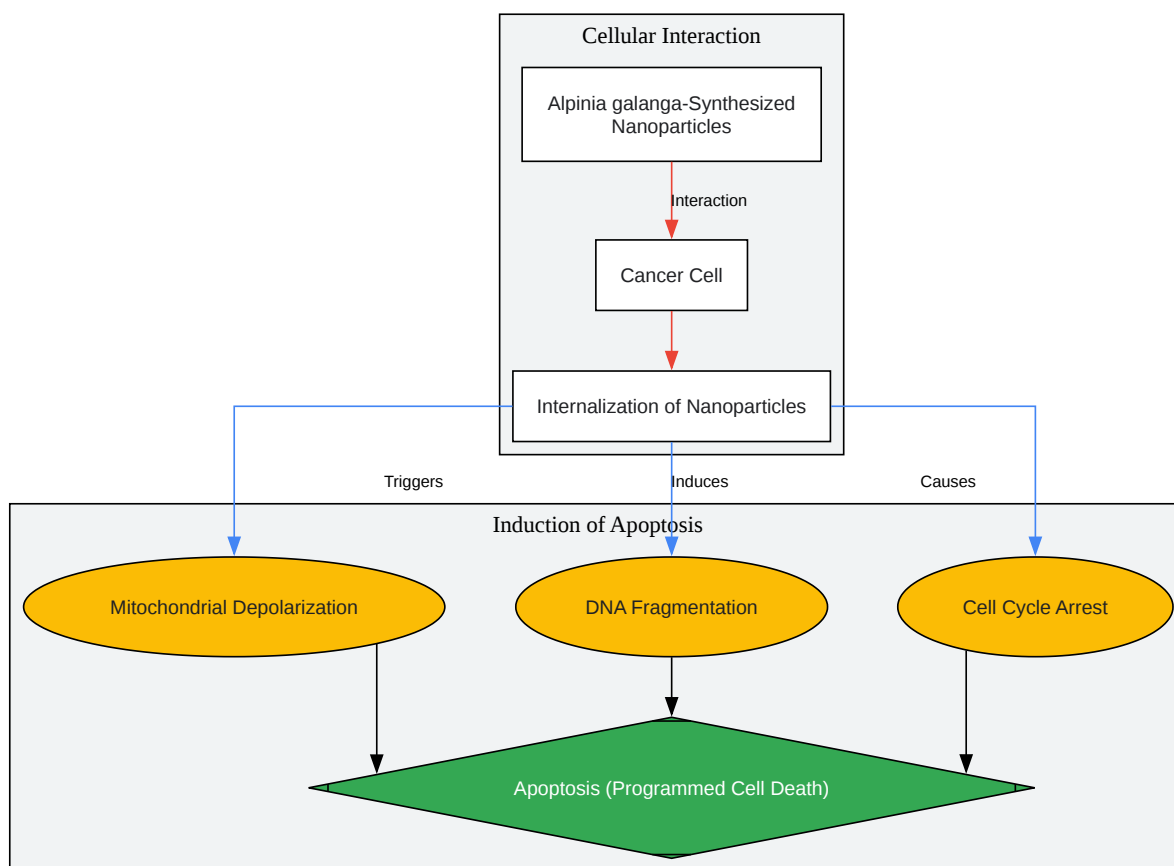 Cellular Interaction
Alpinia galanga-Synthesized
Nanoparticles
Interaction
Cancer Cell
Internalization of Nanoparticles
Triggers
Induces
Causes
Induction of Apoptosis
Mitochondrial Depolarization
DNA Fragmentation
Cell Cycle Arrest
Apoptosis (Programmed Cell Death)